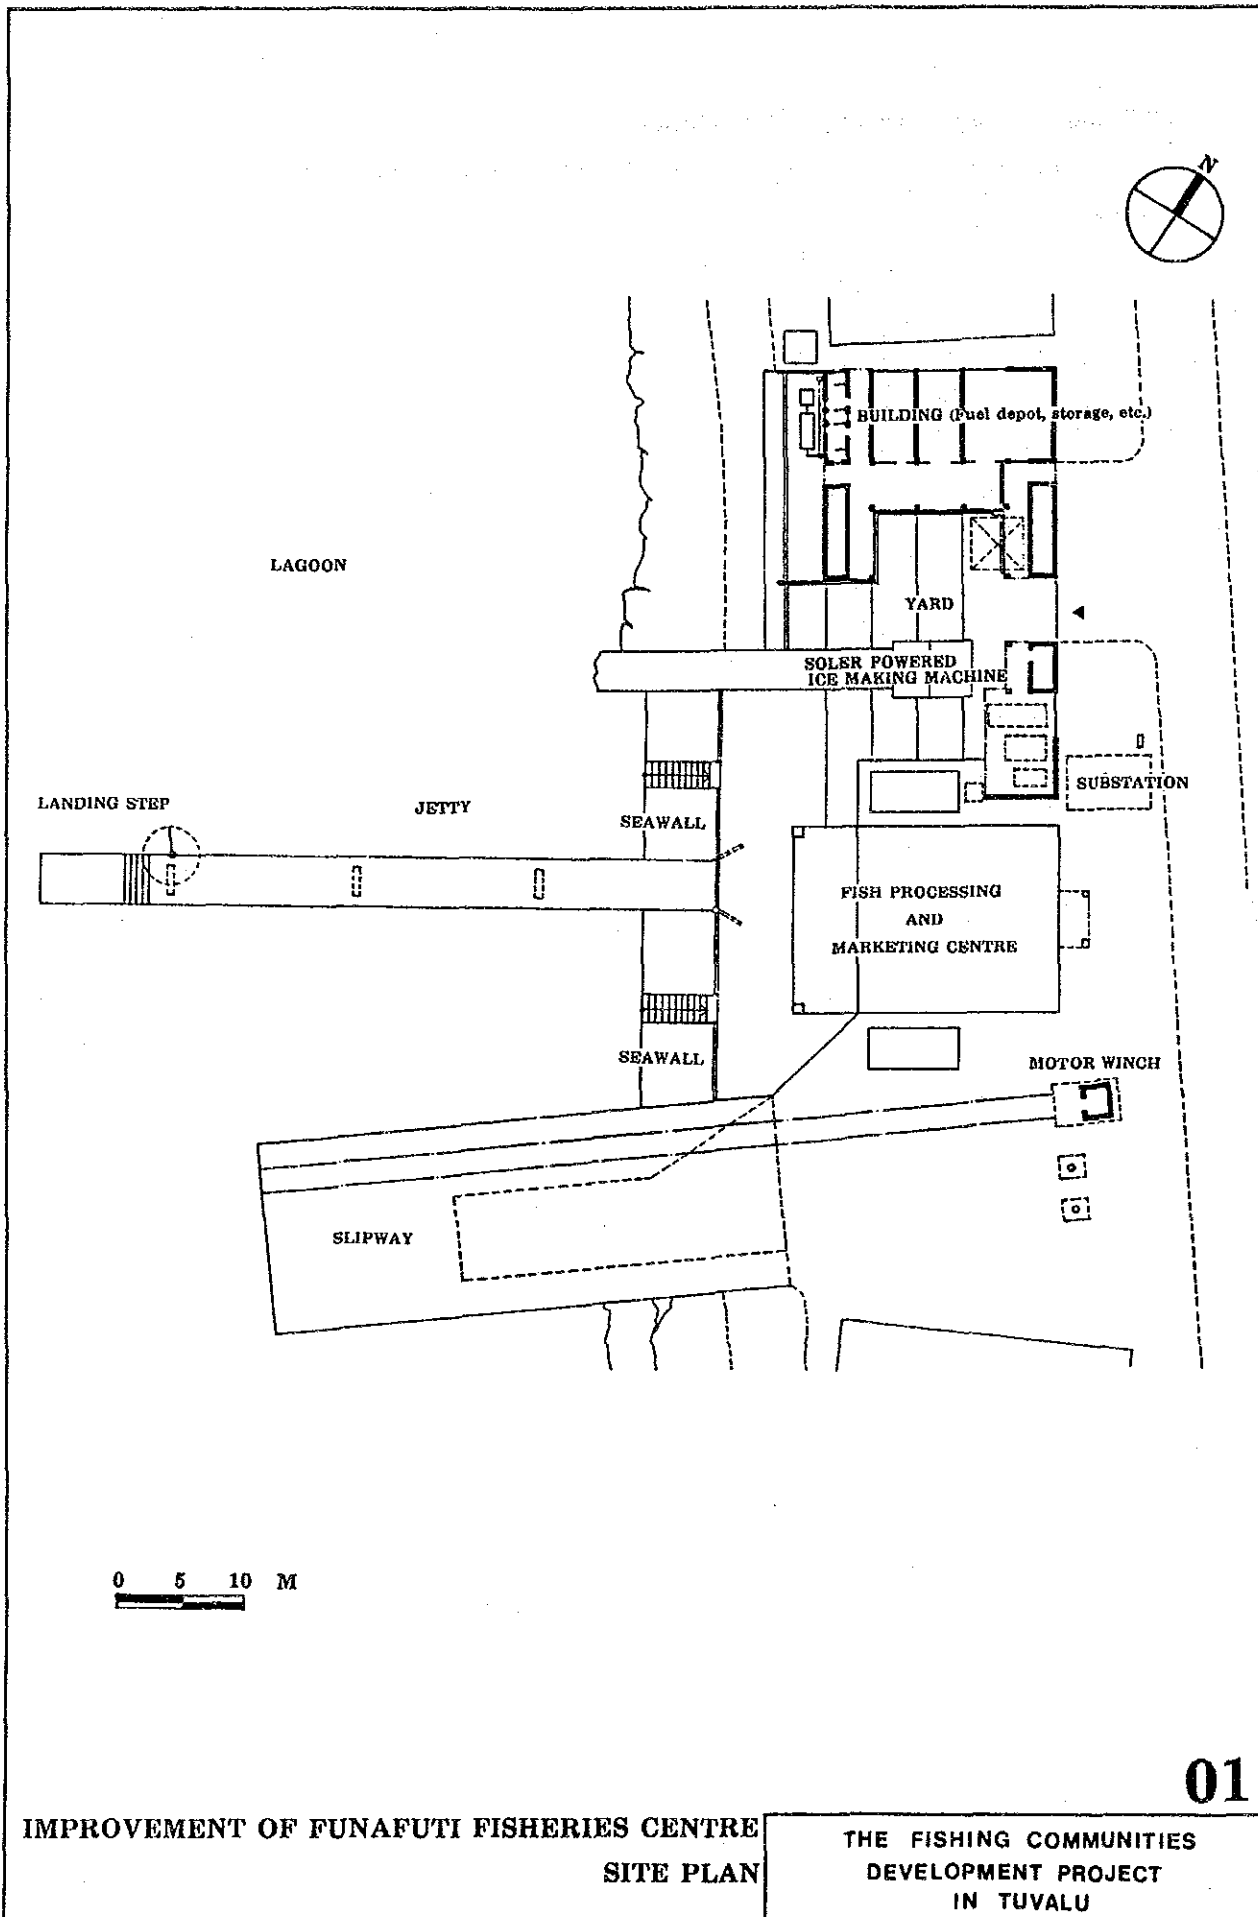 N
BUILDING (Fuel depot, storage, etc.)
LAGOON
YARD
SOLER POWERED
ICE MAKING MACHINE
SUBSTATION
LANDING STEP
JETTY
SEAWALL
FISH PROCESSING
AND
MARKETING CENTRE
SEAWALL
MOTOR WINCH
SLIPWAY
0 5 10 M
01
IMPROVEMENT OF FUNAFUTI FISHERIES CENTRE
SITE PLAN
THE FISHING COMMUNITIES
DEVELOPMENT PROJECT
IN TUVALU